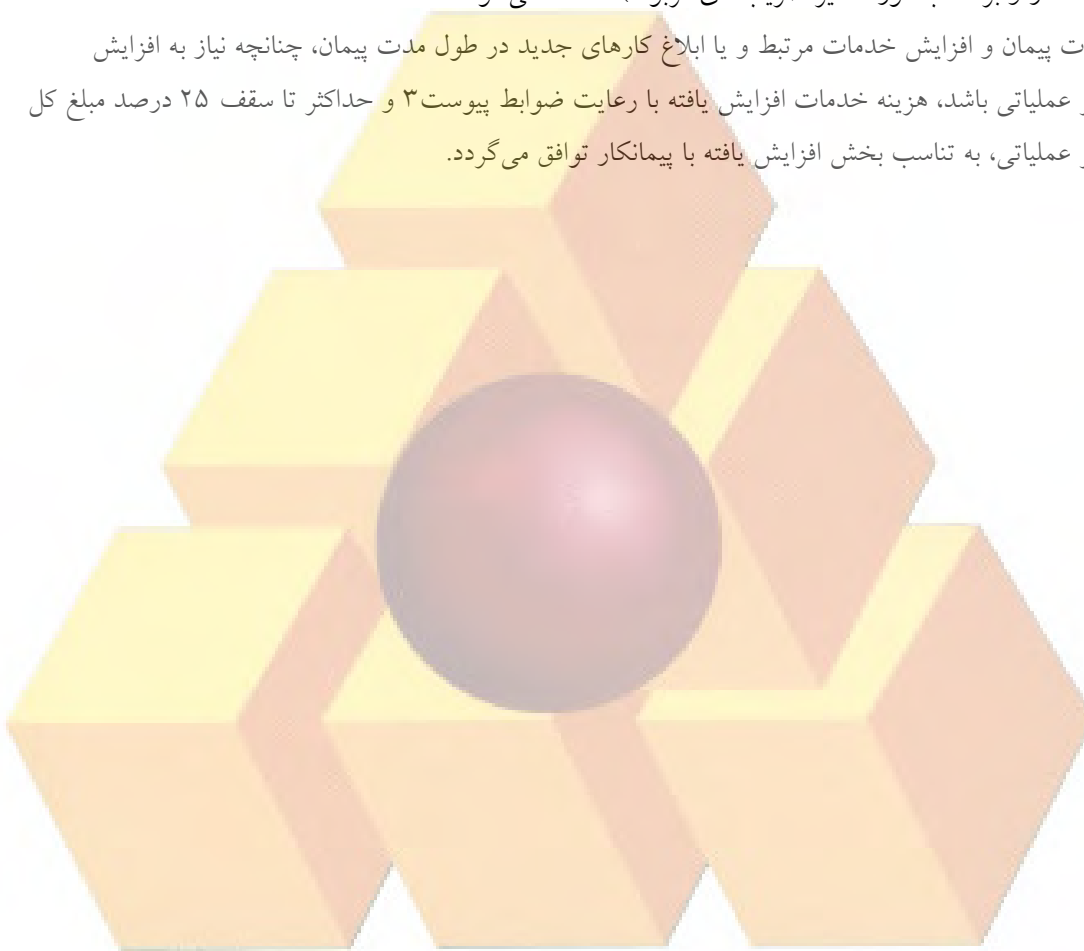 پیمان و افزایش خدمات مرتبط و یا ابلاغ کارهای جدید در طول مدت پیمان، چنانچه نیاز به افزایش
عملیاتی باشد، هزینه خدمات افزایش یافته با رعایت ضوابط پیوست۳ و حداکثر تا سقف ۲۵ درصد مبلغ کل
عملیاتی، به تناسب بخش افزایش یافته با پیمانکار توافق می‌گردد.